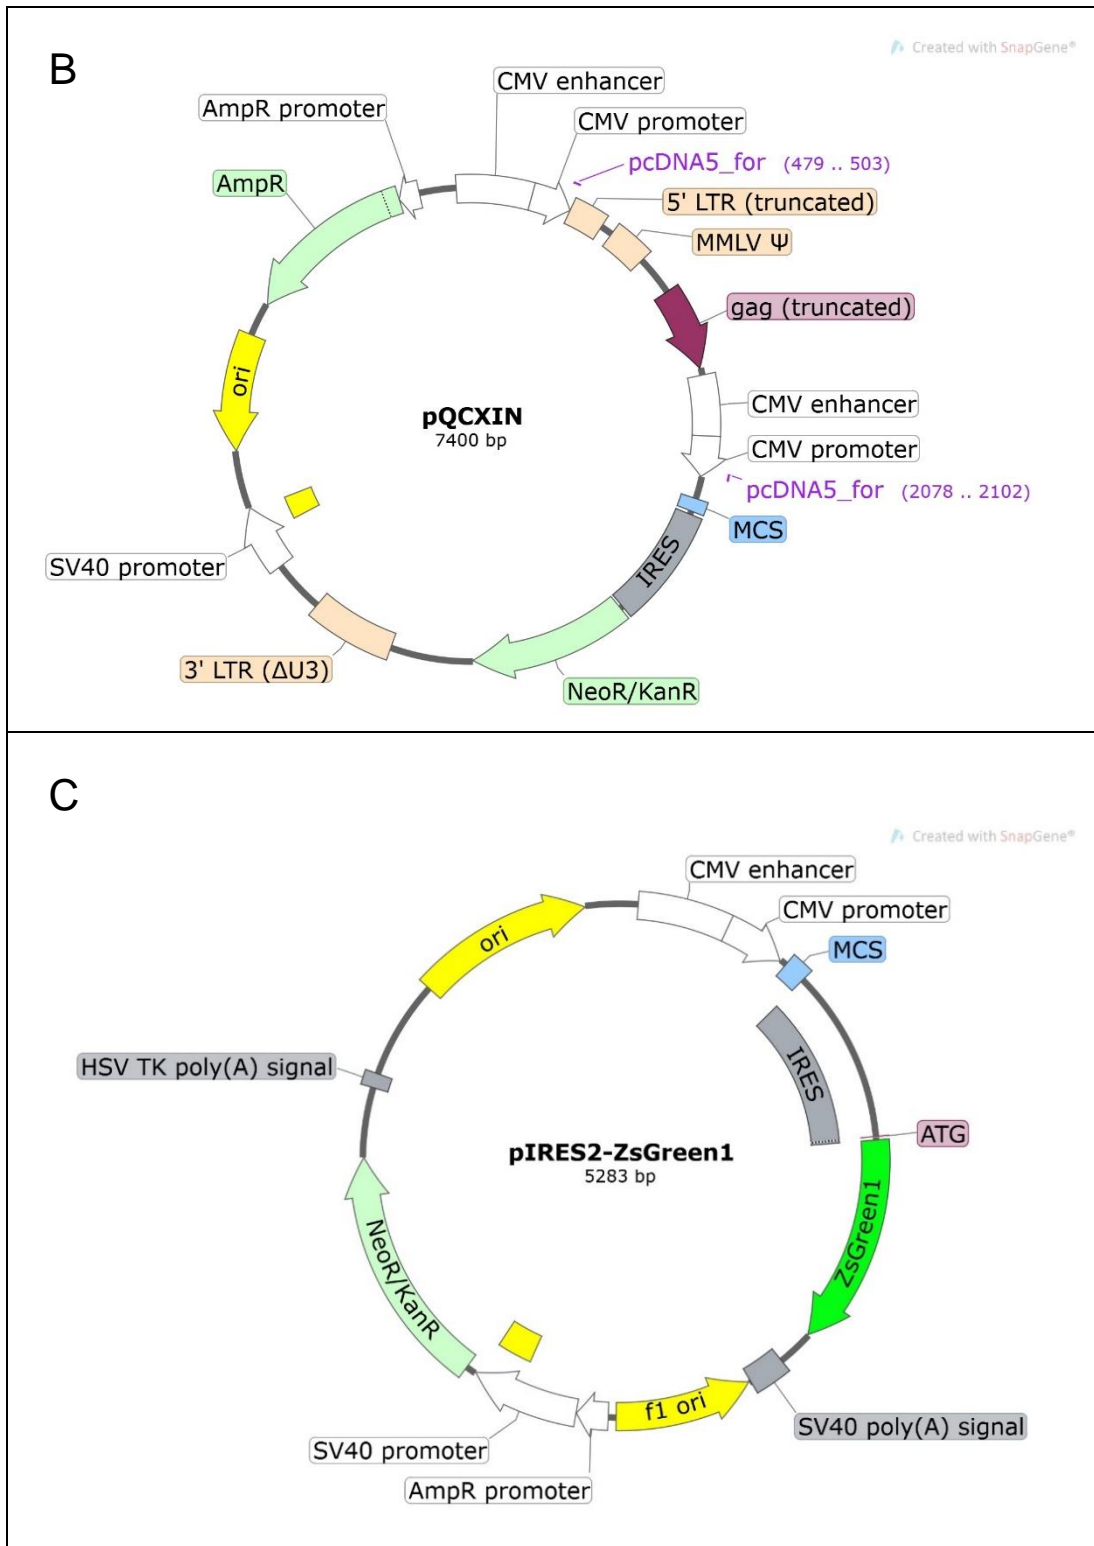 B
Created with SnapGene®
CMV enhancer
AmpR promoter
CMV promoter
pcDNA5_for (479 .. 503)
AmpR
5' LTR (truncated)
MMLV Ψ
gag (truncated)
ori
CMV enhancer
pQCXIN
7400 bp
CMV promoter
pcDNA5_for (2078 .. 2102)
MCS
IRES
SV40 promoter
3' LTR (ΔU3)
NeoR/KanR
C
Created with SnapGene®
CMV enhancer
CMV promoter
ori
MCS
HSV TK poly(A) signal
IRES
ATG
pIRES2-ZsGreen1
5283 bp
ZsGreen1
NeoR/KanR
f1 ori
SV40 poly(A) signal
SV40 promoter
AmpR promoter